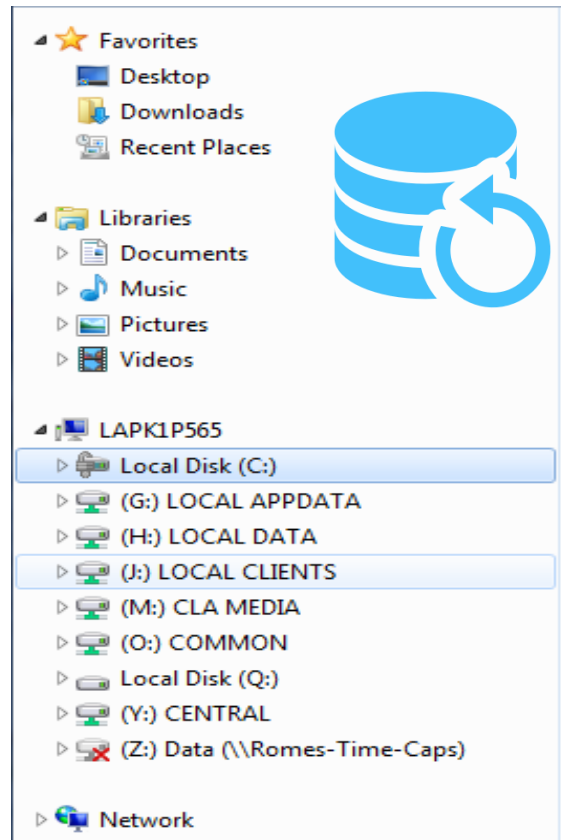 Favorites
Desktop
Downloads
Recent Places
Libraries
Documents
Music
Pictures
Videos
LAPK1P565
Local Disk (C:)
(G:) LOCAL APPDATA
(H:) LOCAL DATA
(J:) LOCAL CLIENTS
(M:) CLA MEDIA
(O:) COMMON
Local Disk (Q:)
(Y:) CENTRAL
(Z:) Data (\\Romes-Time-Caps)
Network